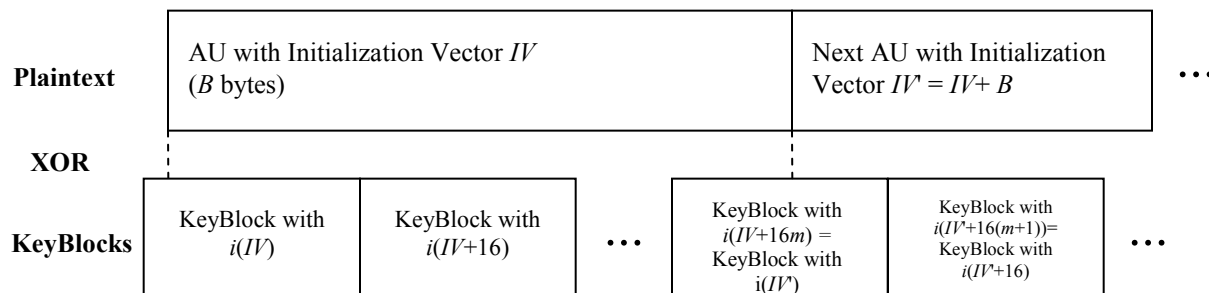 AU with Initialization Vector IV
(B bytes)
Next AU with Initialization
Vector IV' = IV+ B
Plaintext
...
XOR
KeyBlocks
KeyBlock with
i(IV)
KeyBlock with
i(IV+16)
...
KeyBlock with
i(IV+16m) =
KeyBlock with
i(IV')
KeyBlock with
i(IV'+16(m+1))=
KeyBlock with
i(IV'+16)
...